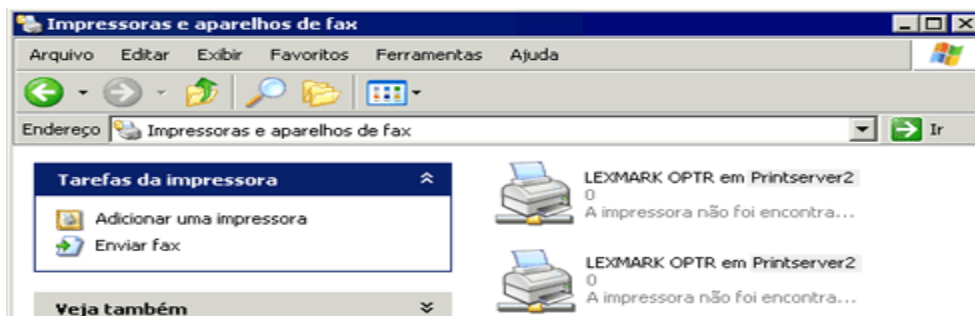 Impressoras e aparelhos de fax
Arquivo Editar Exibir Favoritos Ferramentas Ajuda
Endereço Impressoras e aparelhos de fax Ir
Tarefas da impressora
Adicionar uma impressora
Enviar fax
Veja também
LEXMARK OPTR em Printserver2
0
A impressora não foi encontra...
LEXMARK OPTR em Printserver2
0
A impressora não foi encontra...